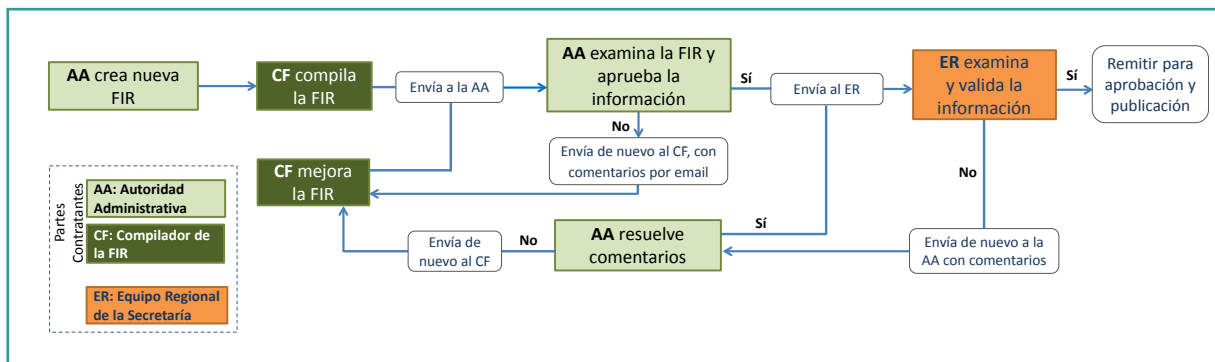 AA crea nueva
FIR
CF compila
la FIR
Envía a la AA
AA examina la FIR y
aprueba la
información
Sí
Envía al ER
ER examina
y valida la
información
Sí
Remitir para
aprobación y
publicación
No
Envía de nuevo al CF, con
comentarios por email
CF mejora
la FIR
No
Envía de
nuevo al CF
No
AA resuelve
comentarios
Sí
Envía de nuevo a la
AA con comentarios
Partes
Contratantes
AA: Autoridad
Administrativa
CF: Compilador de
la FIR
ER: Equipo Regional
de la Secretaría